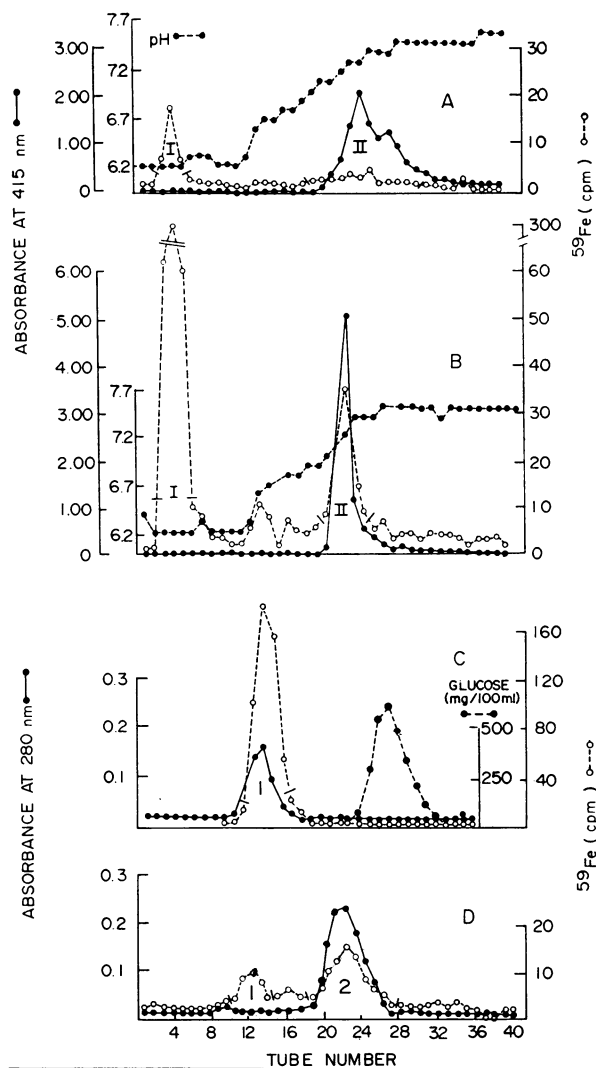 7.7
7.2
6.7
6.2
pH
3.00
2.00
1.00
0
30
20
10
0
A
I
II
ABSORBANCE AT 415 nm
59Fe (cpm)
300
60
50
40
30
20
10
0
6.00
5.00
4.00
3.00
2.00
1.00
0
7.7
7.2
6.7
6.2
B
I
II
0.3
0.2
0.1
C
GLUCOSE
(mg/100ml)
500
250
160
120
80
40
1
ABSORBANCE AT 280 nm
59Fe (cpm)
0.3
0.2
0.1
D
20
10
1
2
4 12 20 28 36 40
8 16 24 32
TUBE NUMBER